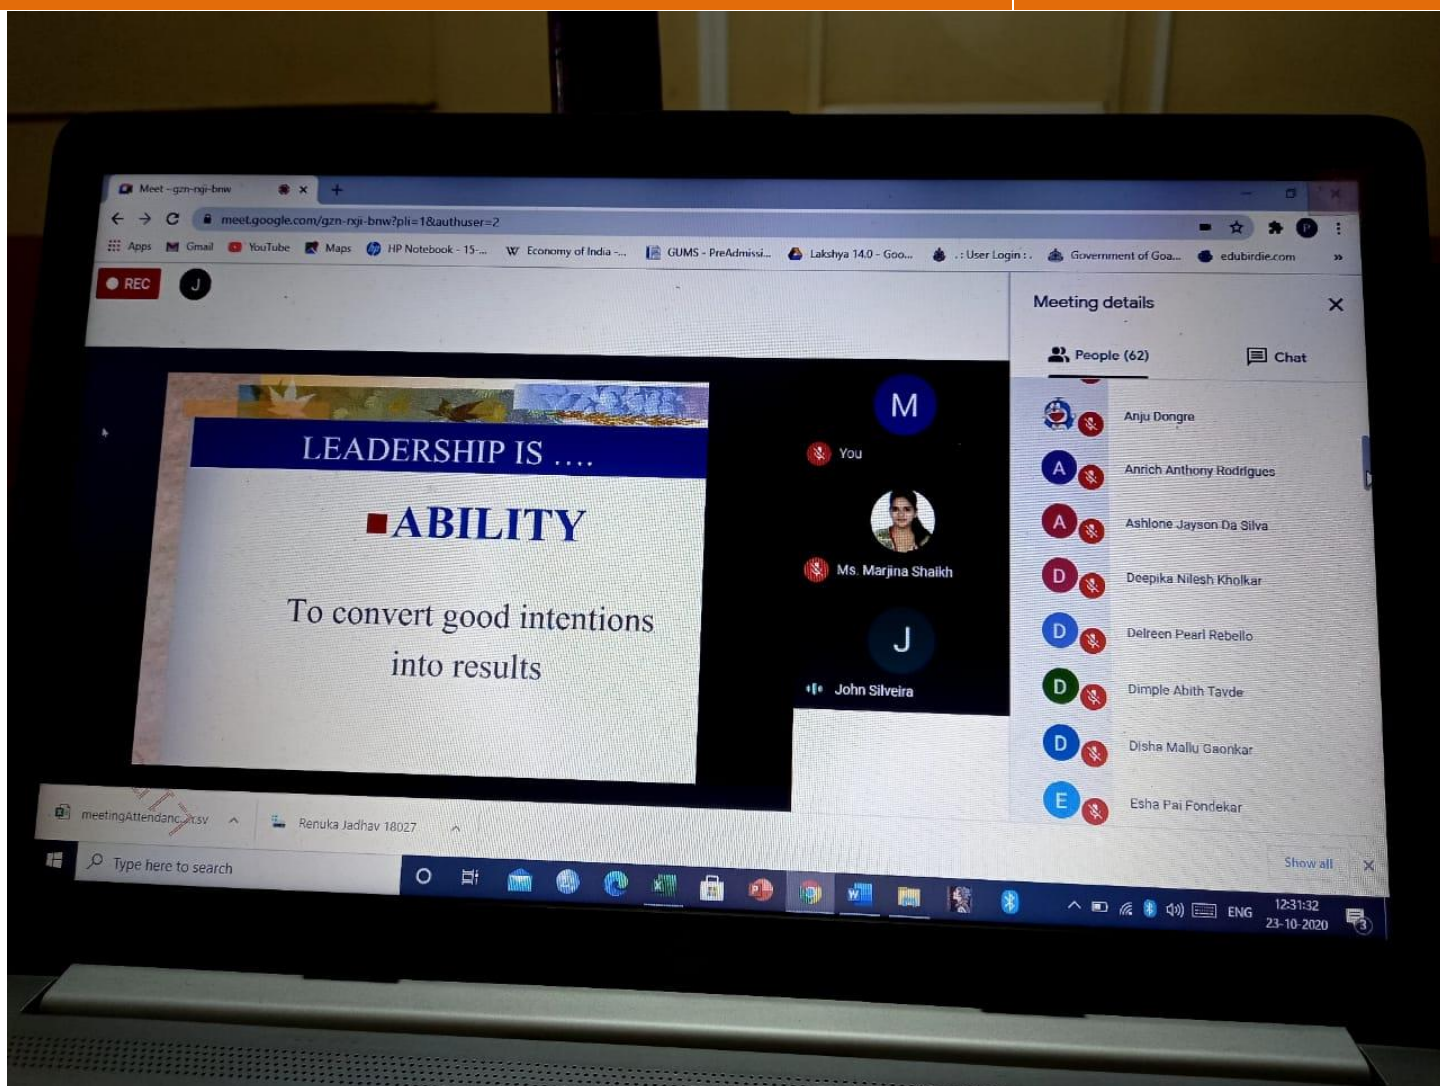 Meet – gzn-nxji-bnw
meet.google.com/gzn-nxji-bnw?pli=1&authuser=2
Apps
Gmail
YouTube
Maps
HP Notebook - 15-...
Economy of India -...
GUMS - PreAdmissi...
Lakshya 14.0 - Goo...
.: User Login :.
Government of Goa...
edubirdie.com
»
P
REC
J
Meeting details
People (62)
Chat
LEADERSHIP IS ....
ABILITY
To convert good intentions
into results
M
You
Ms. Marjina Shaikh
J
John Silveira
Anju Dongre
A Anrich Anthony Rodrigues
A Ashlone Jayson Da Silva
D Deepika Nilesh Kholkar
D Delreen Pearl Rebello
D Dimple Abith Tavde
D Disha Mallu Gaonkar
E Esha Pai Fondekar
Renuka Jadhav 18027
Show all
Type here to search
ENG
12:31:32
23-10-2020
3